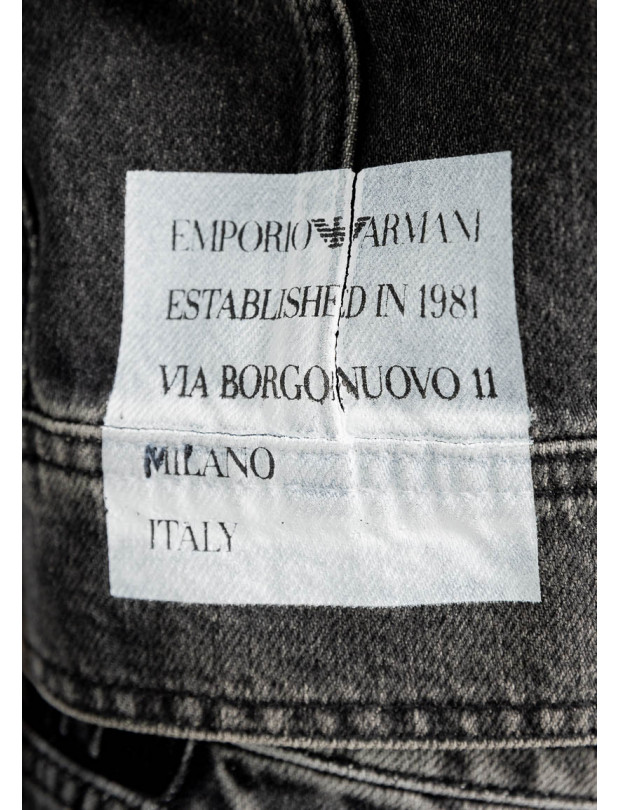 EMPORIO ARMANI
ESTABLISHED IN 1981
VIA BORGONUOVO 11
MILANO
ITALY